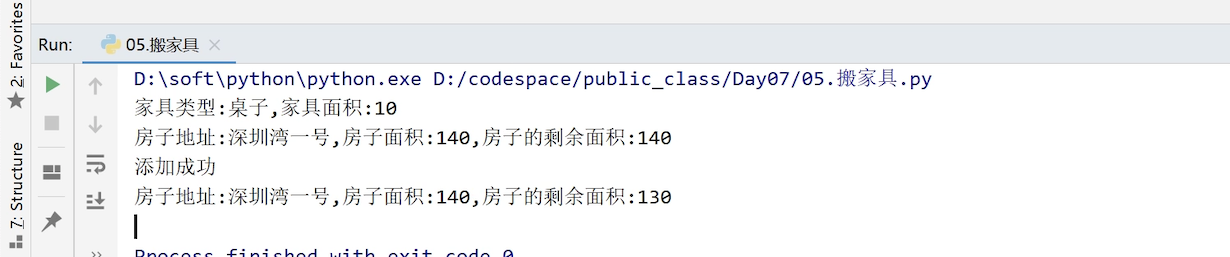 2: Favorites
7: Structure
Run:
05.搬家具
D:\soft\python\python.exe D:/codespace/public_class/Day07/05.搬家具.py
家具类型:桌子,家具面积:10
房子地址:深圳湾一号,房子面积:140,房子的剩余面积:140
添加成功
房子地址:深圳湾一号,房子面积:140,房子的剩余面积:130
Process finished with exit code 0